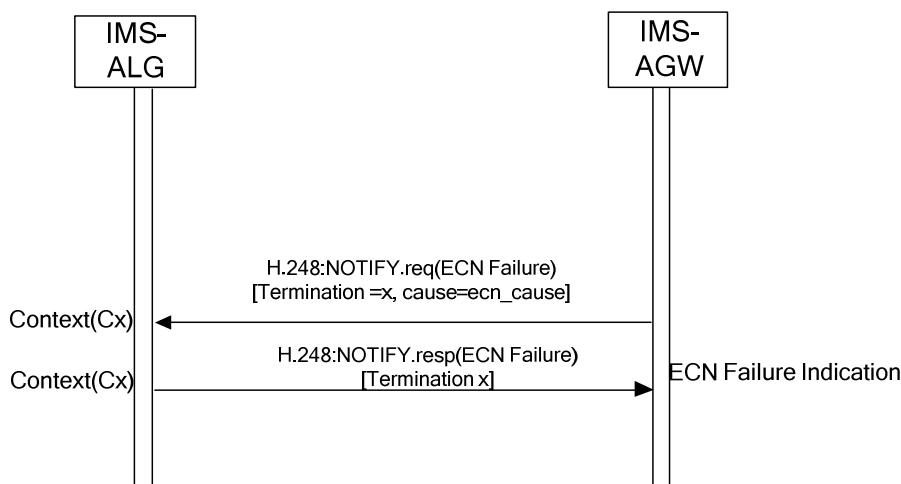 IMS-
ALG
IMS-
AGW
H.248:NOTIFY.req(ECN Failure)
[Termination =x, cause=ecn_cause]
Context(Cx)
H.248:NOTIFY.resp(ECN Failure)
[Termination x]
Context(Cx)
ECN Failure Indication